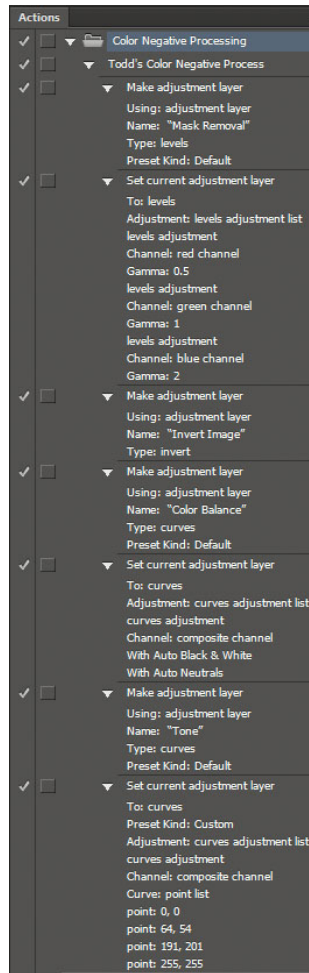 Actions
Color Negative Processing
Todd's Color Negative Process
Make adjustment layer
Using: adjustment layer
Name: "Mask Removal"
Type: levels
Preset Kind: Default
Set current adjustment layer
To: levels
Adjustment: levels adjustment list
levels adjustment
Channel: red channel
Gamma: 0.5
levels adjustment
Channel: green channel
Gamma: 1
levels adjustment
Channel: blue channel
Gamma: 2
Make adjustment layer
Using: adjustment layer
Name: "Invert Image"
Type: invert
Make adjustment layer
Using: adjustment layer
Name: "Color Balance"
Type: curves
Preset Kind: Default
Set current adjustment layer
To: curves
Adjustment: curves adjustment list
curves adjustment
Channel: composite channel
With Auto Black & White
With Auto Neutrals
Make adjustment layer
Using: adjustment layer
Name: "Tone"
Type: curves
Preset Kind: Default
Set current adjustment layer
To: curves
Preset Kind: Custom
Adjustment: curves adjustment list
curves adjustment
Channel: composite channel
Curve: point list
point: 0, 0
point: 64, 54
point: 191, 201
point: 255, 255